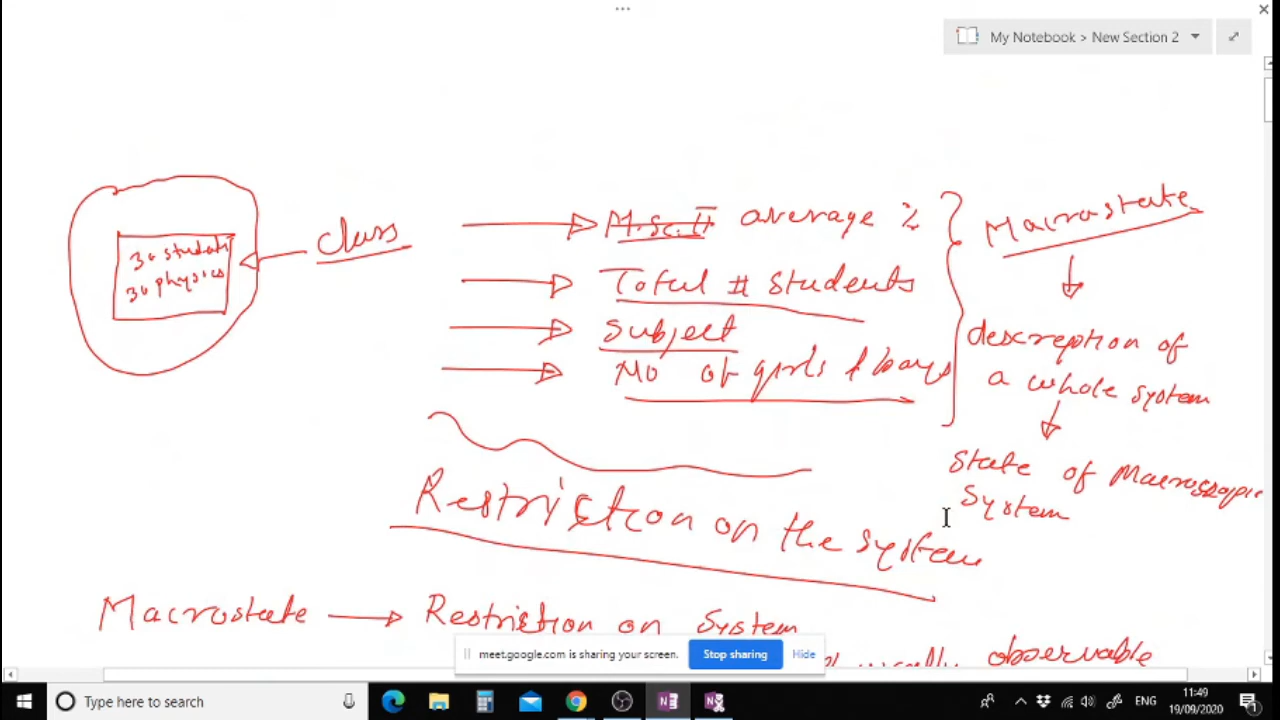 My Notebook > New Section 2
30 students
30 physics
class
M.sc.II average %
Total # students
subject
No of girls & boys
Macrostate
descreption of
a whole system
State of Macroscopic
System
Restriction on the system
Macrostate → Restriction on system
observable
meet.google.com is sharing your screen.
Stop sharing
Hide
Type here to search
ENG
11:49
19/09/2020
1